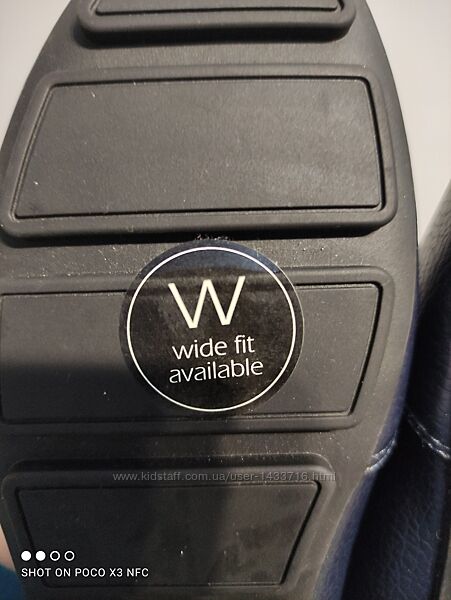 W
wide fit
available
www.kidstaff.com.ua/user-1433716.html
SHOT ON POCO X3 NFC